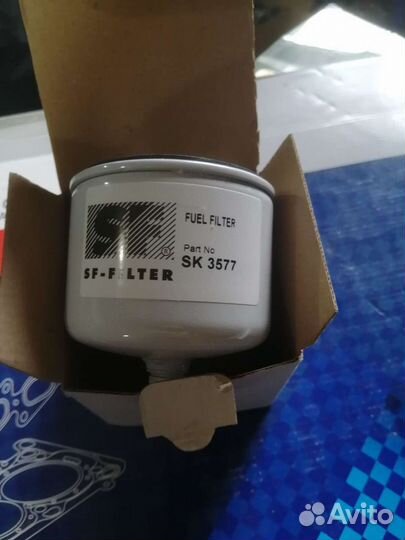 SF
SF-FILTER
FUEL FILTER
Part No
SK 3577
Avito